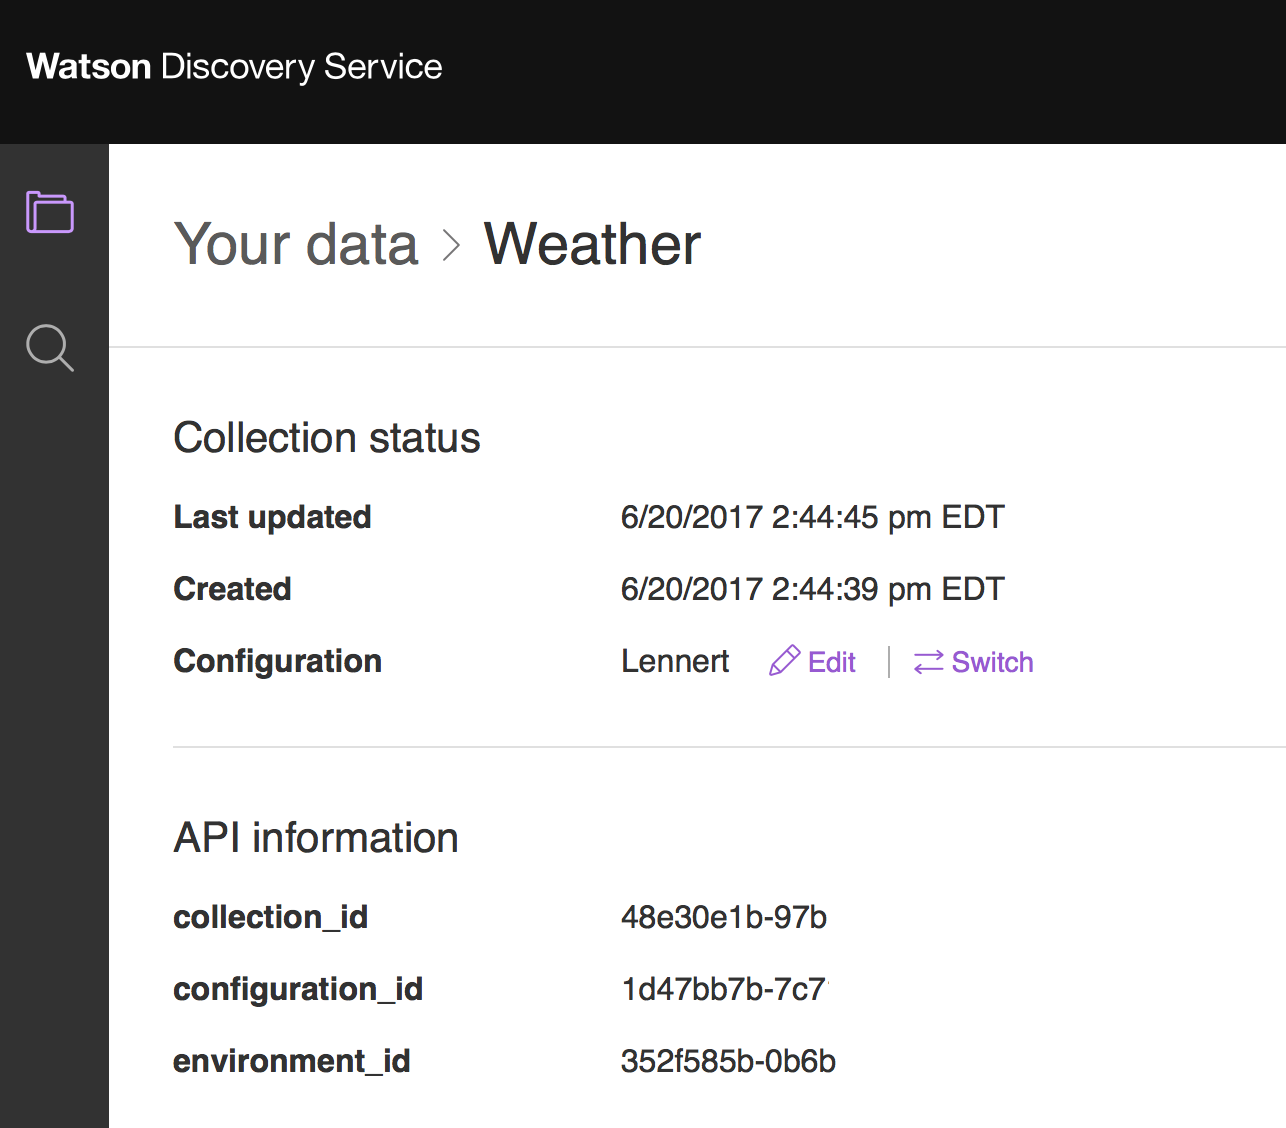 Watson Discovery Service
Your data > Weather
Collection status
Last updated 6/20/2017 2:44:45 pm EDT
Created 6/20/2017 2:44:39 pm EDT
Configuration Lennert Edit | Switch
API information
collection_id 48e30e1b-97b
configuration_id 1d47bb7b-7c7
environment_id 352f585b-0b6b